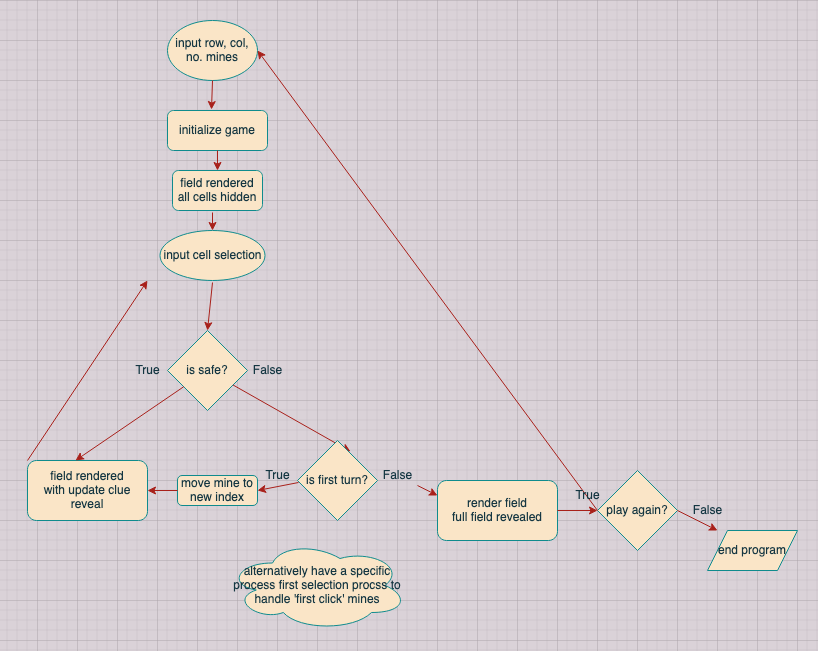 input row, col,
no. mines
initialize game
field rendered
all cells hidden
input cell selection
True
is safe?
False
field rendered
with update clue
reveal
move mine to
new index
True
is first turn?
False
render field
full field revealed
True
play again?
False
end program
alternatively have a specific
process first selection procss to
handle 'first click' mines